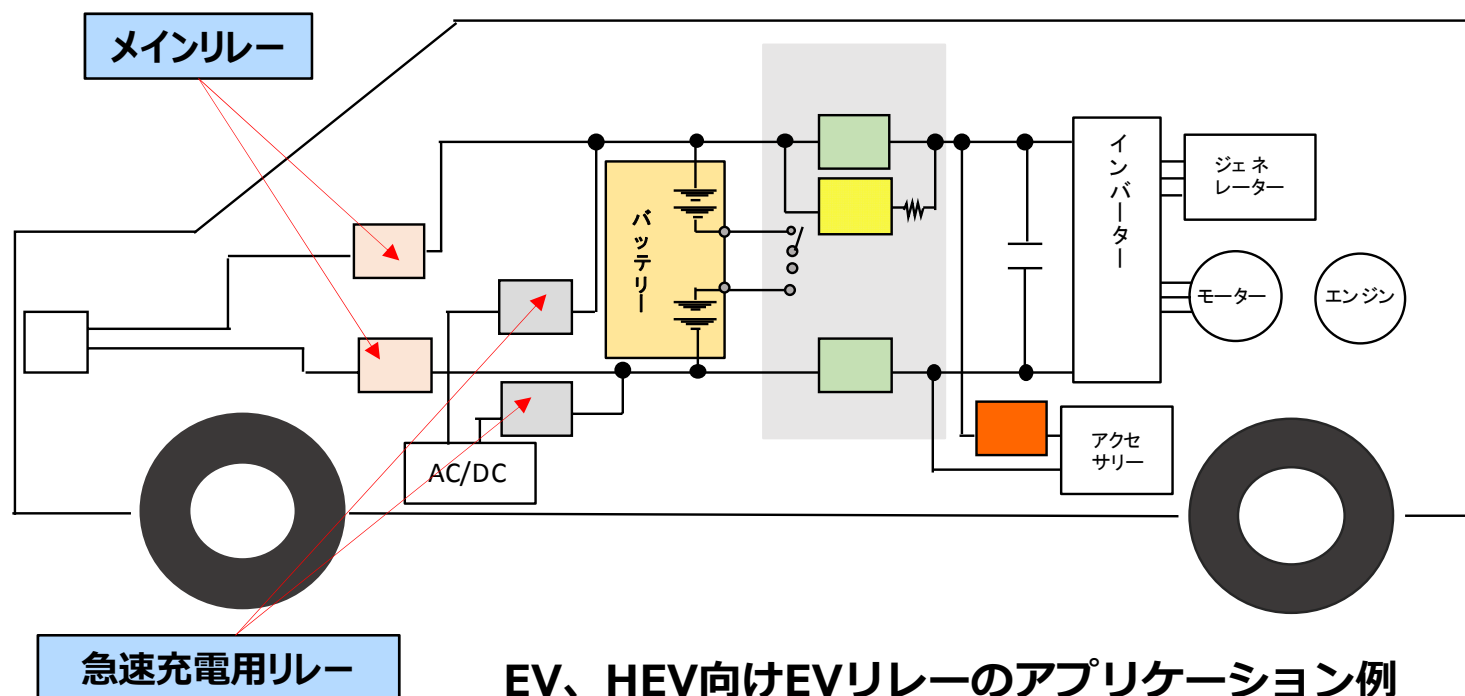 メインリレー
バッテリー
インバーター
ジェネ
レーター
モーター
エンジン
AC/DC
アクセ
サリー
急速充電用リレー
EV、HEV向けEVリレーのアプリケーション例